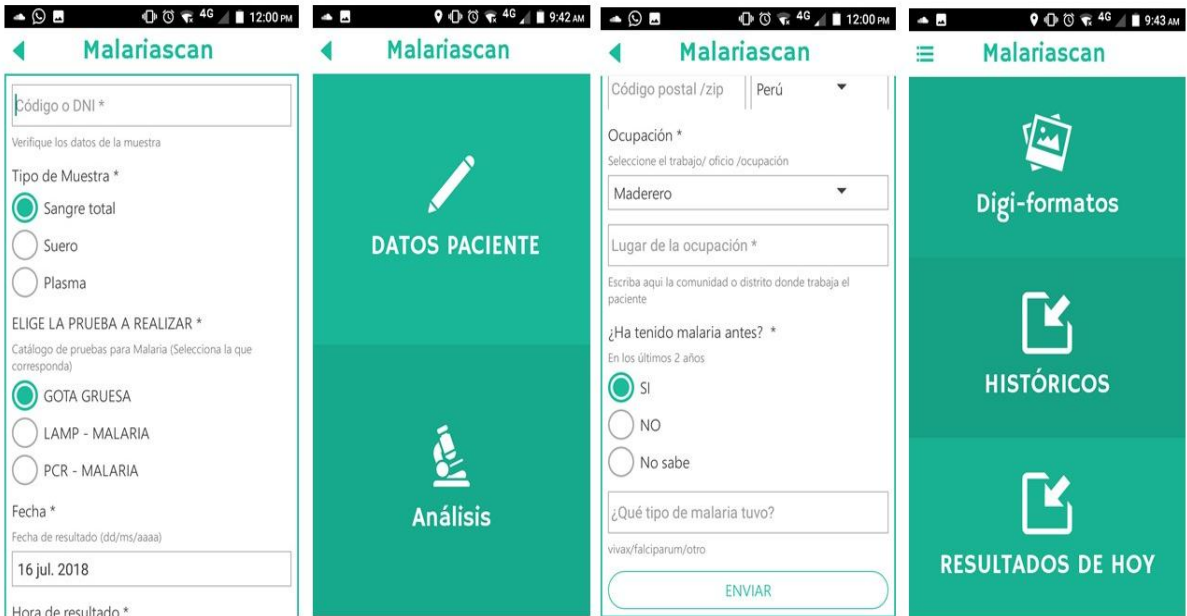 4G 12:00 PM
Malariascan
Código o DNI *
Verifique los datos de la muestra
Tipo de Muestra *
Sangre total
Suero
Plasma
ELIGE LA PRUEBA A REALIZAR *
Catálogo de pruebas para Malaria (Selecciona la que
corresponda)
GOTA GRUESA
LAMP - MALARIA
PCR - MALARIA
Fecha *
Fecha de resultado (dd/ms/aaaa)
16 jul. 2018
Hora de resultado *
4G 9:42 AM
Malariascan
DATOS PACIENTE
Análisis
4G 12:00 PM
Malariascan
Código postal /zip
Perú
Ocupación *
Seleccione el trabajo/ oficio /ocupación
Maderero
Lugar de la ocupación *
Escriba aqui la comunidad o distrito donde trabaja el
paciente
¿Ha tenido malaria antes? *
En los últimos 2 años
SI
NO
No sabe
¿Qué tipo de malaria tuvo?
vivax/falciparum/otro
ENVIAR
4G 9:43 AM
Malariascan
Digi-formatos
HISTÓRICOS
RESULTADOS DE HOY